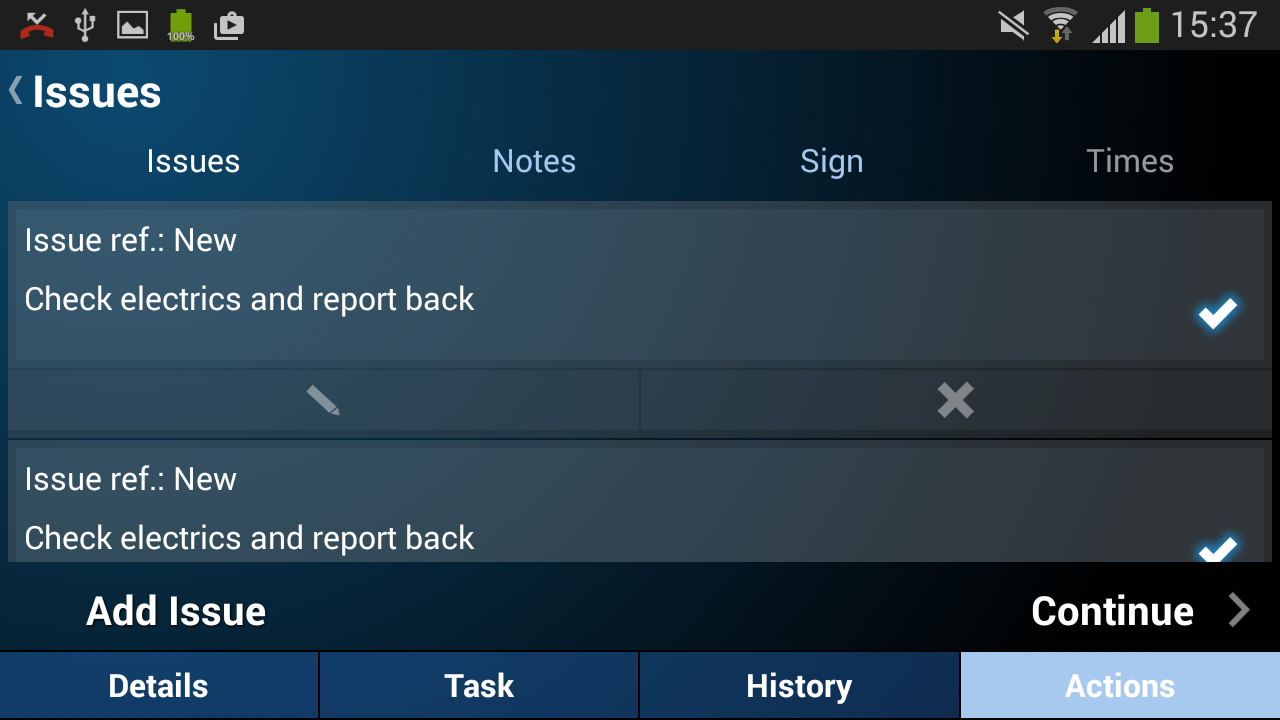 100%
15:37
Issues
Issues Notes Sign Times
Issue ref.: New
Check electrics and report back
Issue ref.: New
Check electrics and report back
Add Issue Continue
Details Task History Actions